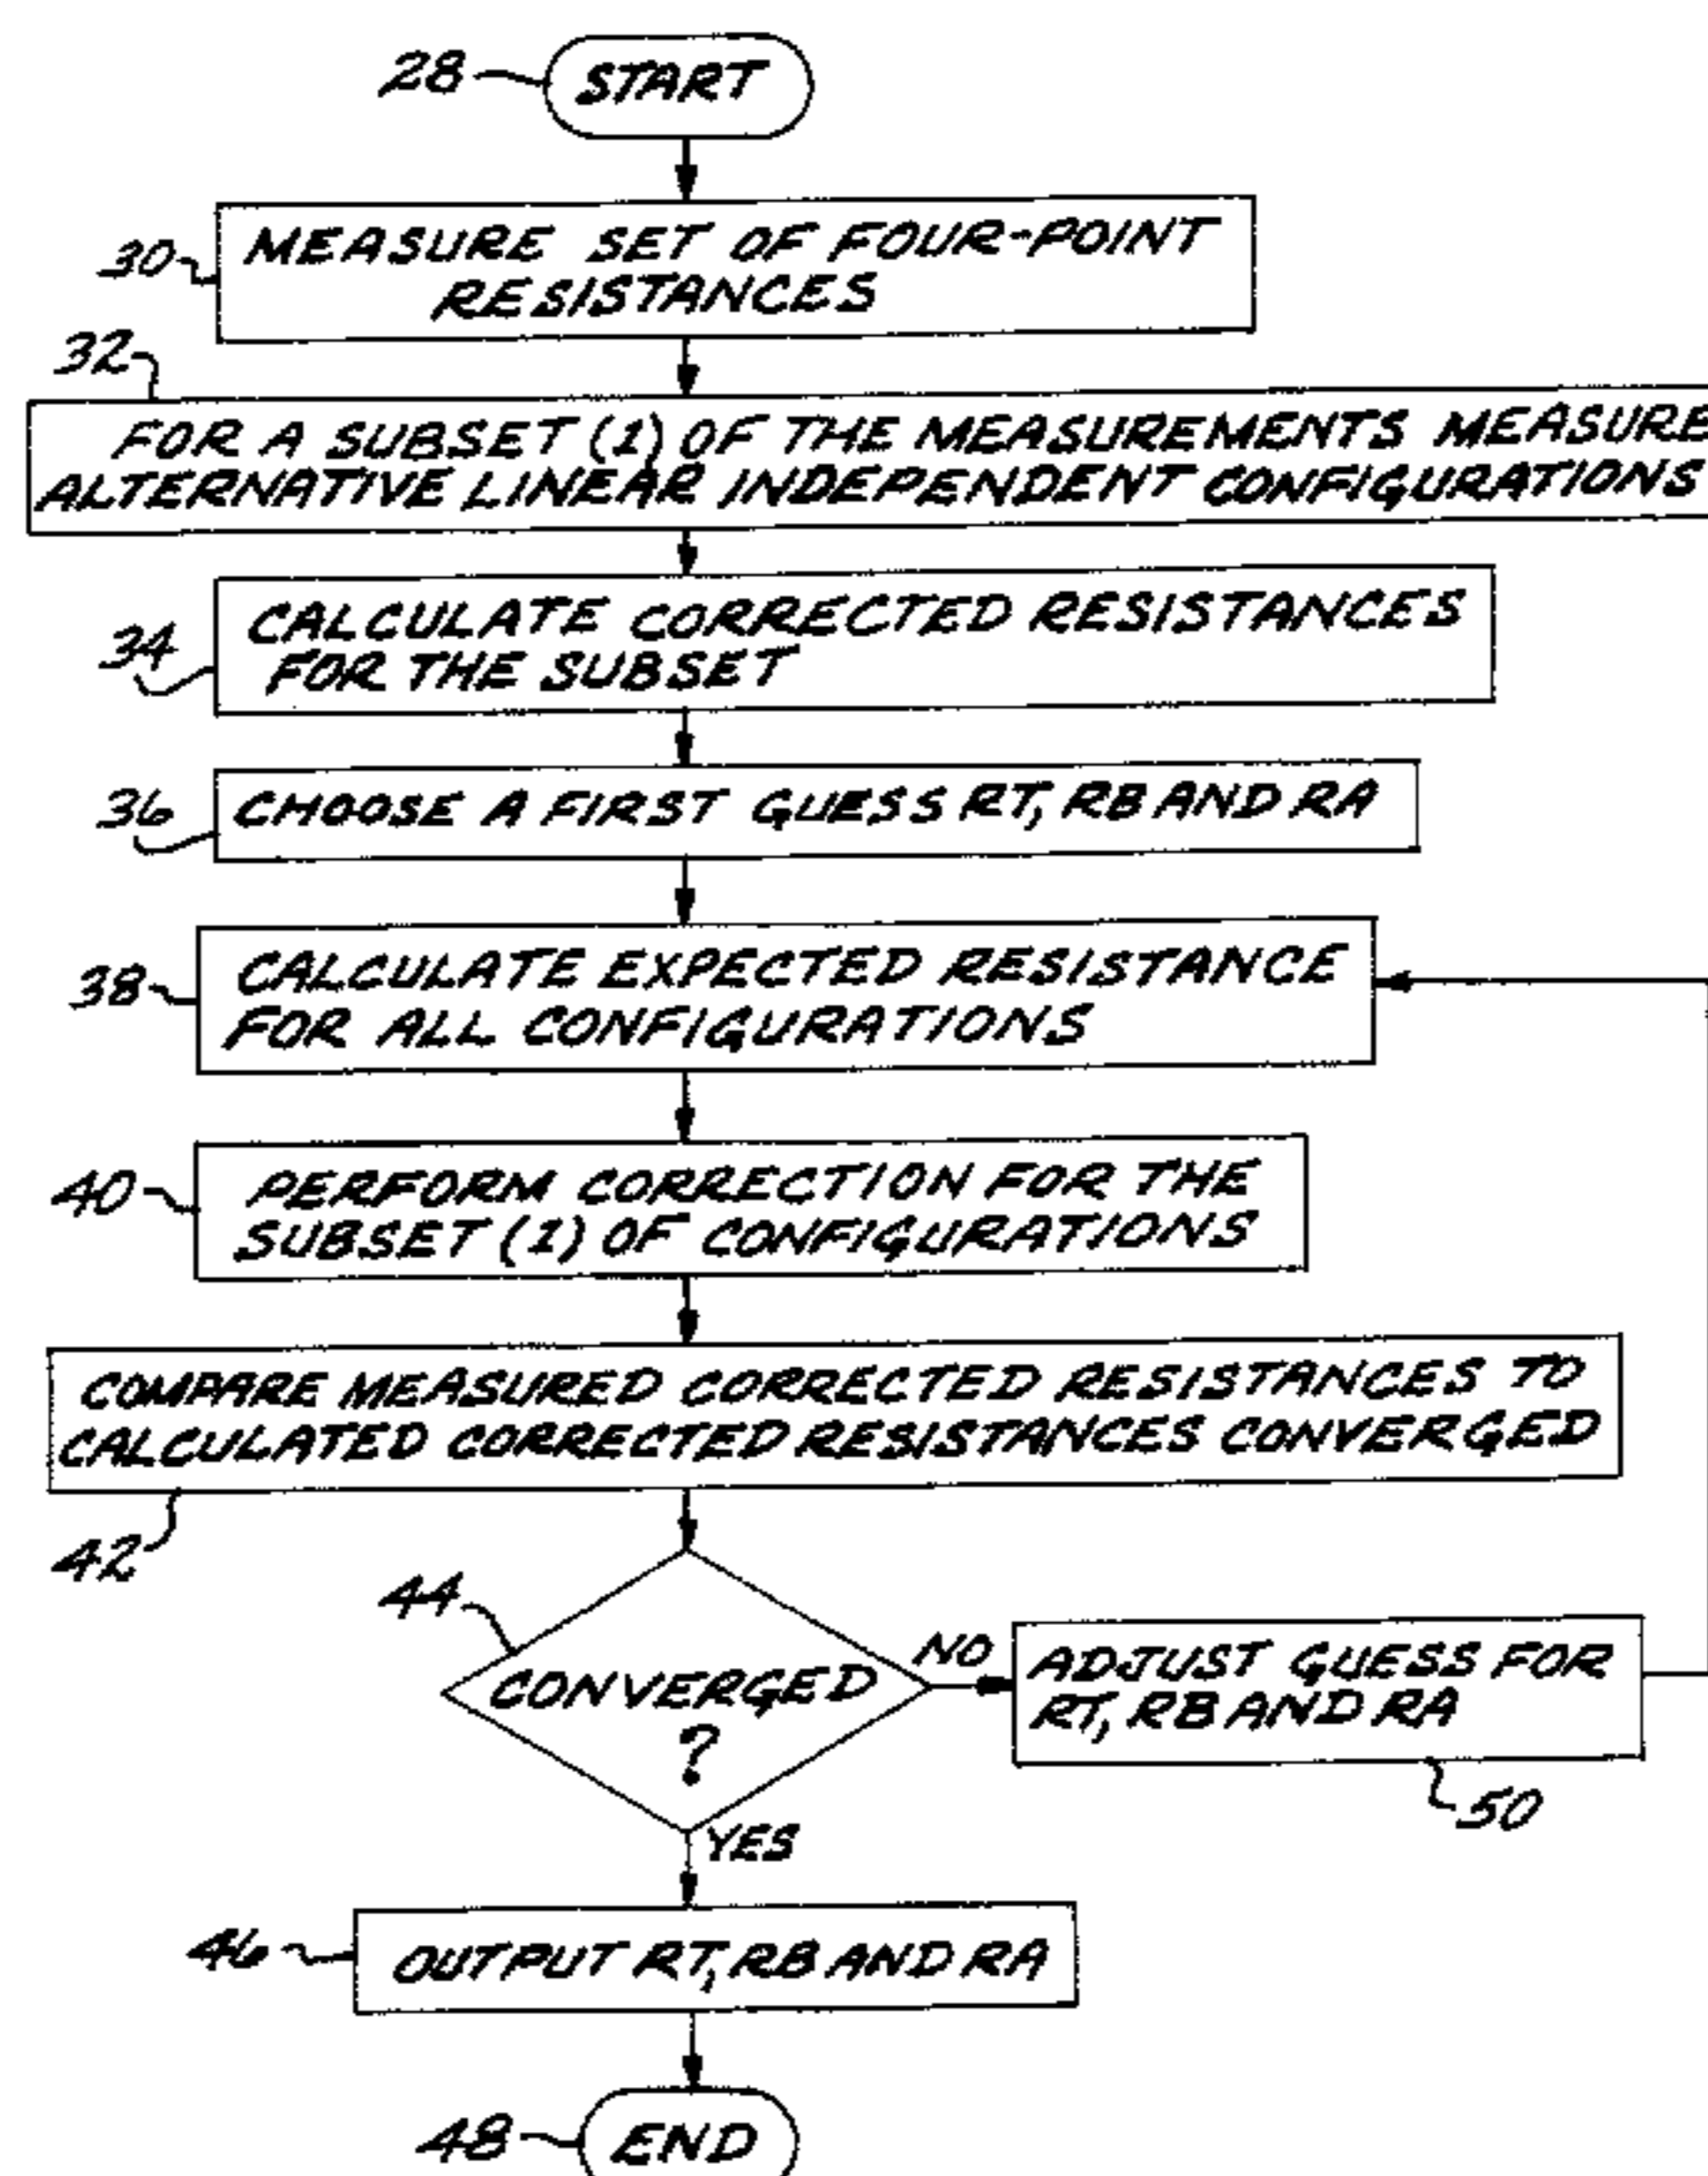 28
START
30
MEASURE SET OF FOUR-POINT
RESISTANCES
32
FOR A SUBSET (1) OF THE MEASUREMENTS MEASURE
ALTERNATIVE LINEAR INDEPENDENT CONFIGURATIONS
34
CALCULATE CORRECTED RESISTANCES
FOR THE SUBSET
36
CHOOSE A FIRST GUESS RT, RB AND RA
38
CALCULATE EXPECTED RESISTANCE
FOR ALL CONFIGURATIONS
40
PERFORM CORRECTION FOR THE
SUBSET (1) OF CONFIGURATIONS
COMPARE MEASURED CORRECTED RESISTANCES TO
CALCULATED CORRECTED RESISTANCES CONVERGED
42
44
CONVERGED
?
NO
ADJUST GUESS FOR
RT, RB AND RA
50
YES
46
OUTPUT RT, RB AND RA
48
END